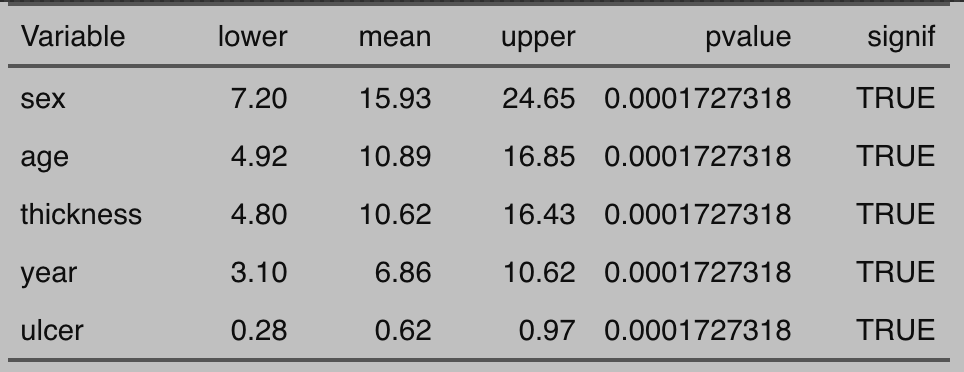 Variable lower mean upper pvalue signif
sex 7.20 15.93 24.65 0.0001727318 TRUE
age 4.92 10.89 16.85 0.0001727318 TRUE
thickness 4.80 10.62 16.43 0.0001727318 TRUE
year 3.10 6.86 10.62 0.0001727318 TRUE
ulcer 0.28 0.62 0.97 0.0001727318 TRUE